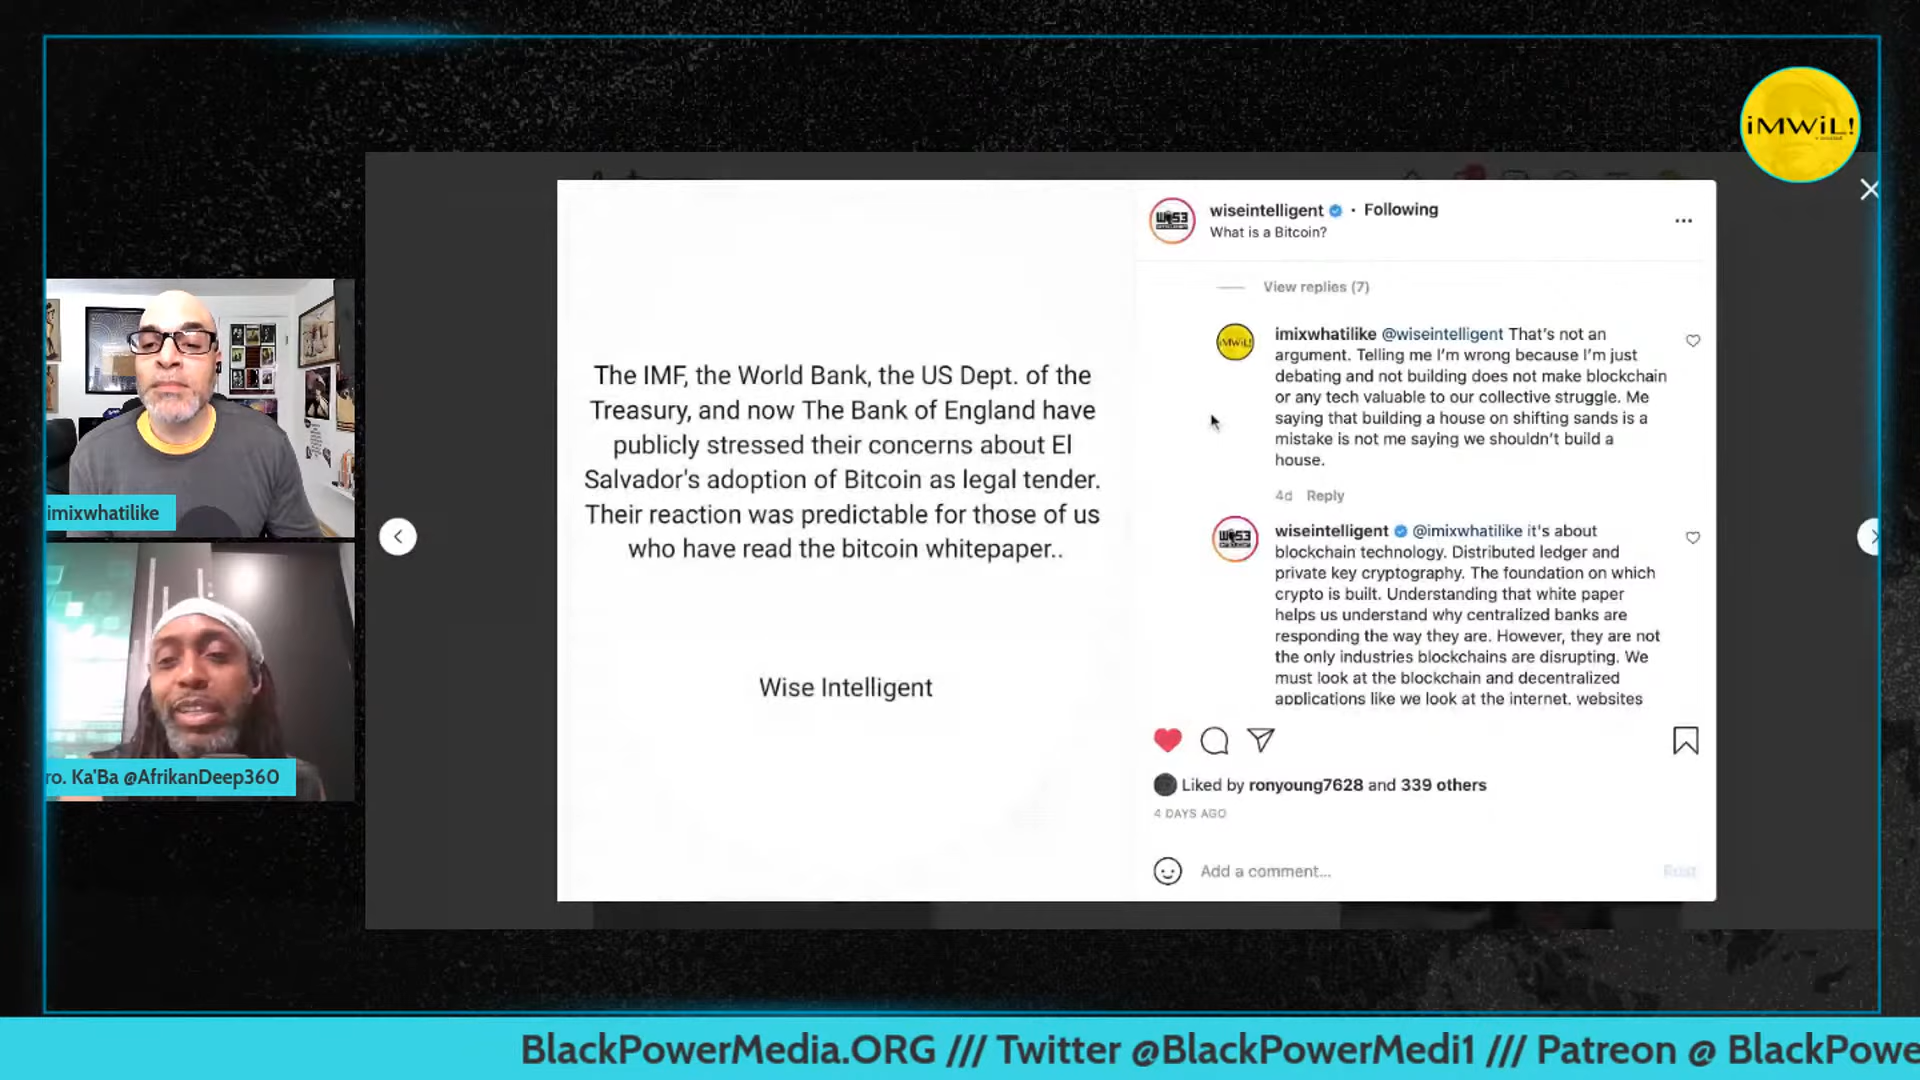 iMWiL!
wiseintelligent • Following
What is a Bitcoin?
View replies (7)
The IMF, the World Bank, the US Dept. of the
Treasury, and now The Bank of England have
publicly stressed their concerns about El
Salvador's adoption of Bitcoin as legal tender.
Their reaction was predictable for those of us
who have read the bitcoin whitepaper..
Wise Intelligent
iMWiL!
imixwhatilike @wiseintelligent That's not an
argument. Telling me I'm wrong because I'm just
debating and not building does not make blockchain
or any tech valuable to our collective struggle. Me
saying that building a house on shifting sands is a
mistake is not me saying we shouldn't build a
house.
4d Reply
wiseintelligent @imixwhatilike it's about
blockchain technology. Distributed ledger and
private key cryptography. The foundation on which
crypto is built. Understanding that white paper
helps us understand why centralized banks are
responding the way they are. However, they are not
the only industries blockchains are disrupting. We
must look at the blockchain and decentralized
applications like we look at the internet, websites
Liked by ronyoung7628 and 339 others
4 DAYS AGO
Add a comment...
Post
imixwhatilike
ro. Ka'Ba @AfrikanDeep360
BlackPowerMedia.ORG /// Twitter @BlackPowerMedi1 /// Patreon @ BlackPowe